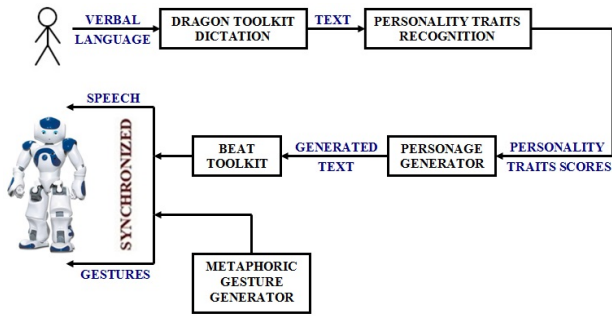 VERBAL
LANGUAGE
DRAGON TOOLKIT
DICTATION
TEXT
PERSONALITY TRAITS
RECOGNITION
SPEECH
SYNCHRONIZED
BEAT
TOOLKIT
GENERATED
TEXT
PERSONAGE
GENERATOR
PERSONALITY
TRAITS SCORES
GESTURES
METAPHORIC
GESTURE
GENERATOR